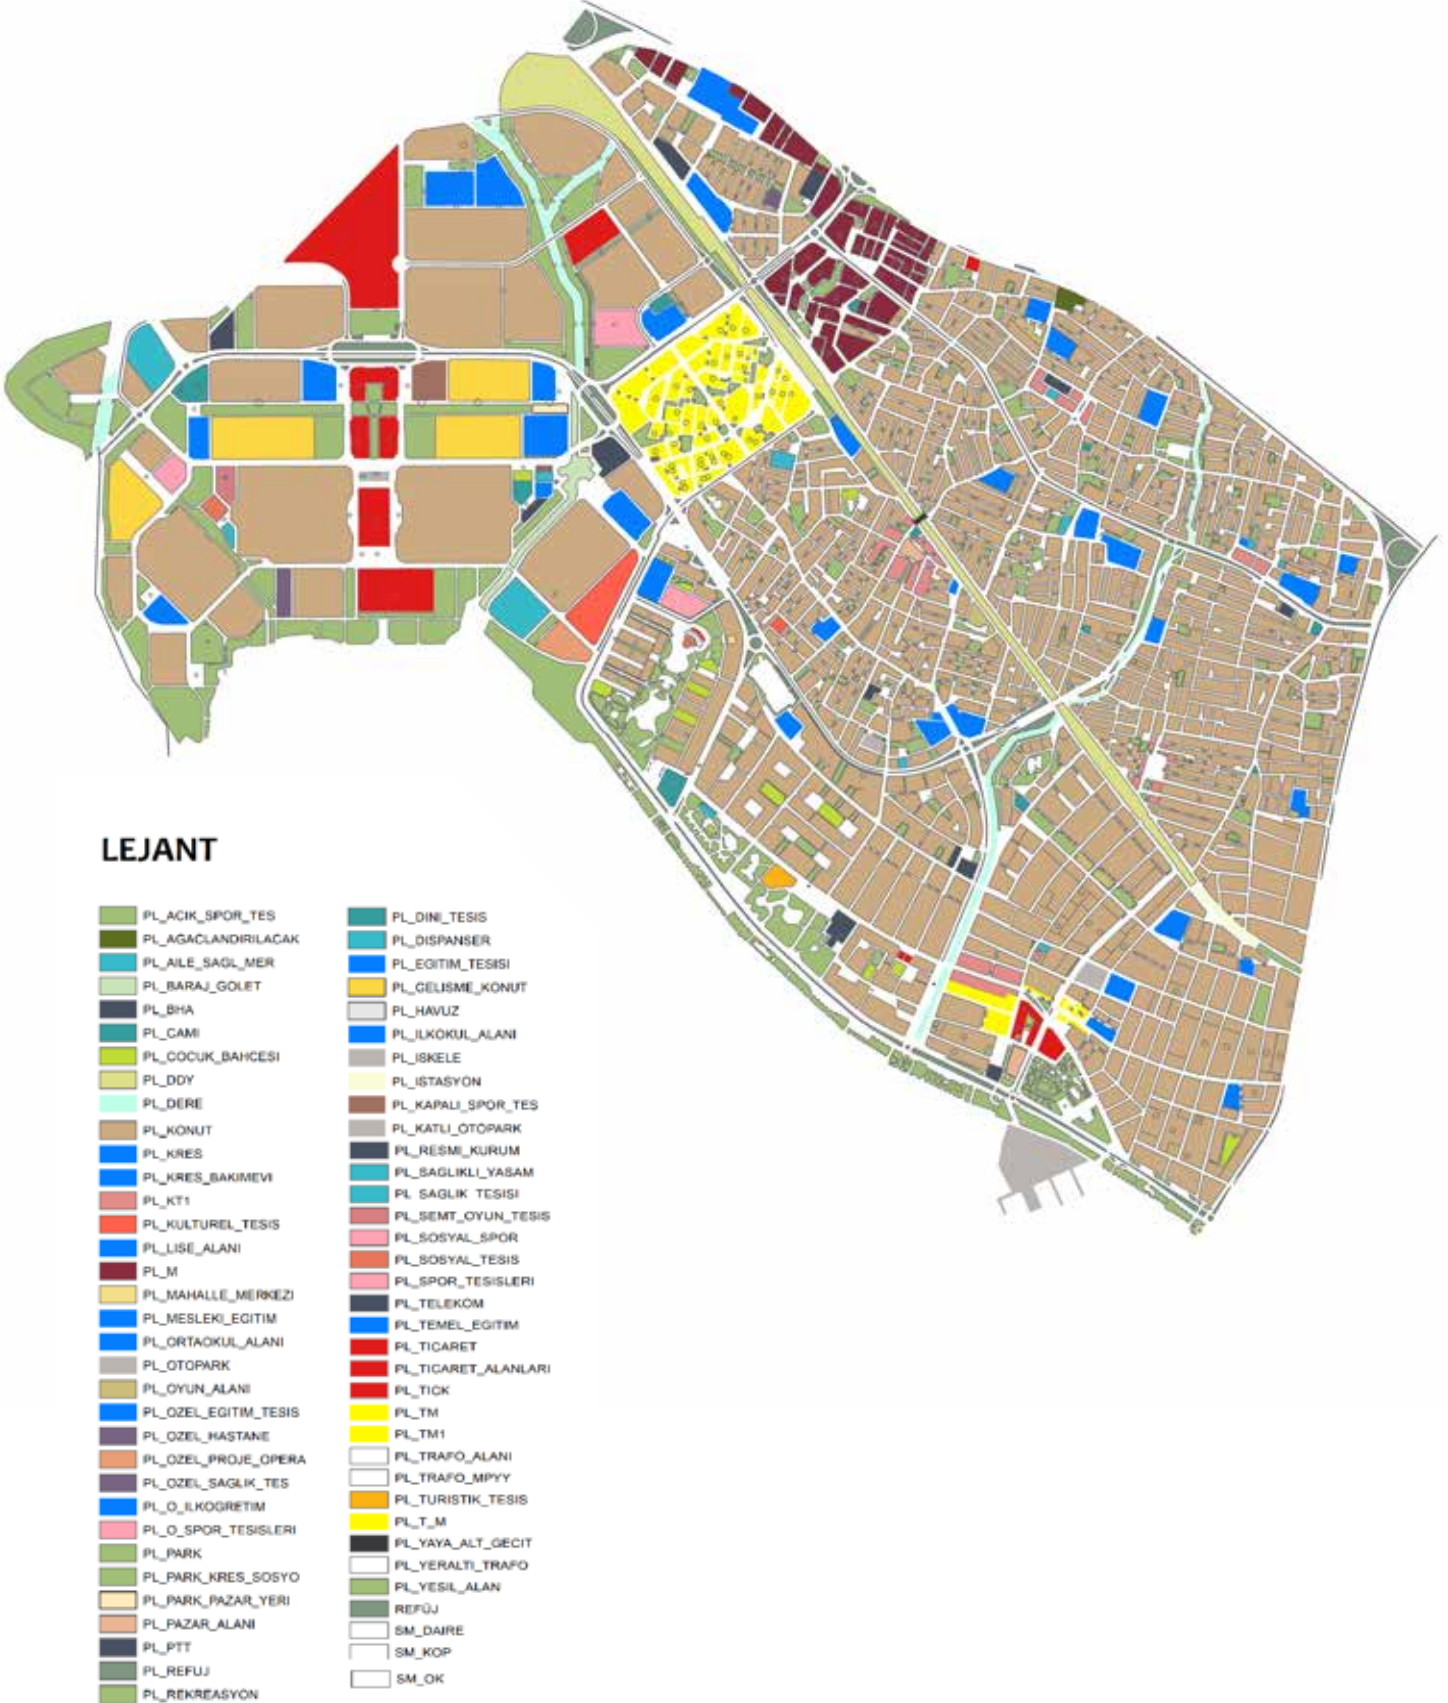 LEJANT
PL_ACIK_SPOR_TES
PL_AGACLANDIRILACAK
PL_AILE_SAGL_MER
PL_BARAJ_GOLET
PL_BHA
PL_CAMI
PL_COCUK_BAHCESI
PL_DDY
PL_DERE
PL_KONUT
PL_KRES
PL_KRES_BAKIMEVI
PL_KT1
PL_KULTUREL_TESIS
PL_LISE_ALANI
PL_M
PL_MAHALLE_MERKEZI
PL_MESLEKI_EGITIM
PL_ORTAOKUL_ALANI
PL_OTOPARK
PL_OYUN_ALANI
PL_OZEL_EGITIM_TESIS
PL_OZEL_HASTANE
PL_OZEL_PROJE_OPERA
PL_OZEL_SAGLIK_TES
PL_O_ILKOGRETIM
PL_O_SPOR_TESISLERI
PL_PARK
PL_PARK_KRES_SOSYO
PL_PARK_PAZAR_YERI
PL_PAZAR_ALANI
PL_PTT
PL_REFUJ
PL_REKREASYON
PL_DINI_TESIS
PL_DISPANSER
PL_EGITIM_TESISI
PL_GELISME_KONUT
PL_HAVUZ
PL_ILKOKUL_ALANI
PL_ISKELE
PL_ISTASYON
PL_KAPALI_SPOR_TES
PL_KATLI_OTOPARK
PL_RESMI_KURUM
PL_SAGLIKLI_YASAM
PL_SAGLIK_TESISI
PL_SEMT_OYUN_TESIS
PL_SOSYAL_SPOR
PL_SOSYAL_TESIS
PL_SPOR_TESISLERI
PL_TELEKOM
PL_TEMEL_EGITIM
PL_TICARET
PL_TICARET_ALANLARI
PL_TICK
PL_TM
PL_TM1
PL_TRAFO_ALANI
PL_TRAFO_MPYY
PL_TURISTIK_TESIS
PL_T_M
PL_YAYA_ALT_GECIT
PL_YERALTI_TRAFO
PL_YESIL_ALAN
REFÜJ
SM_DAIRE
SM_KOP
SM_OK